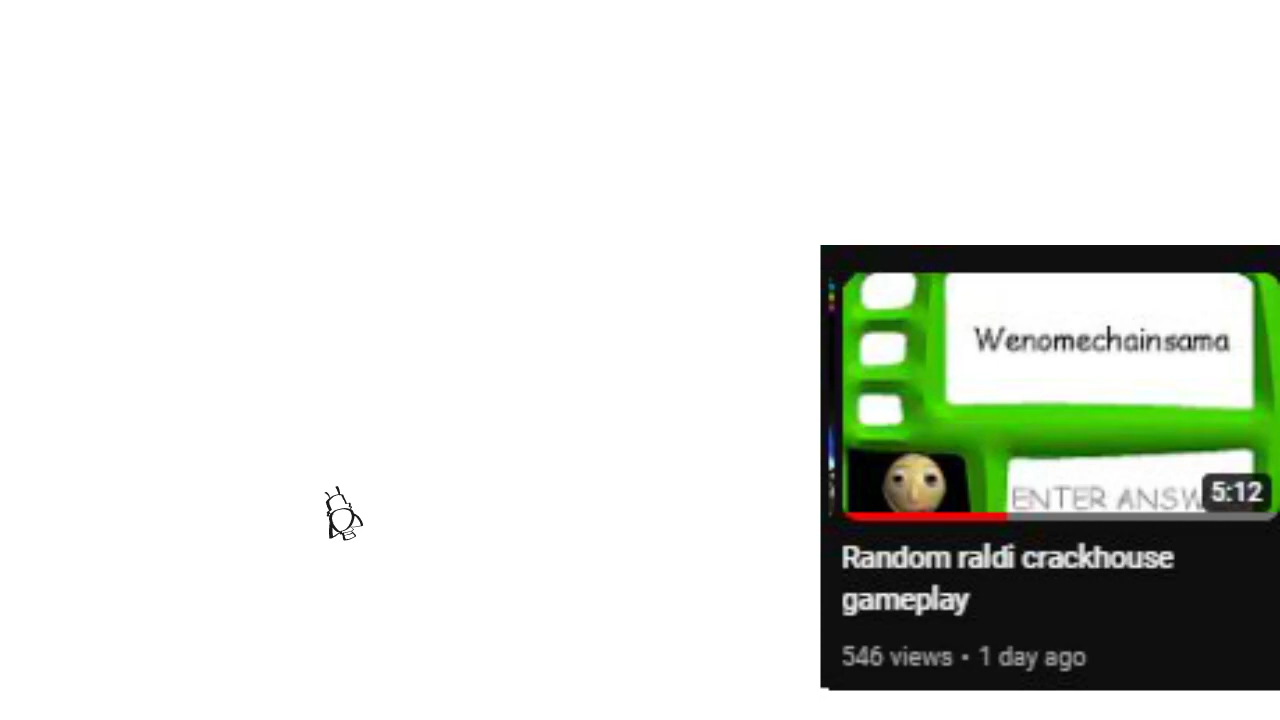 Wenomechainsama
ENTER ANSW
5:12
Random raldi crackhouse
gameplay
546 views • 1 day ago